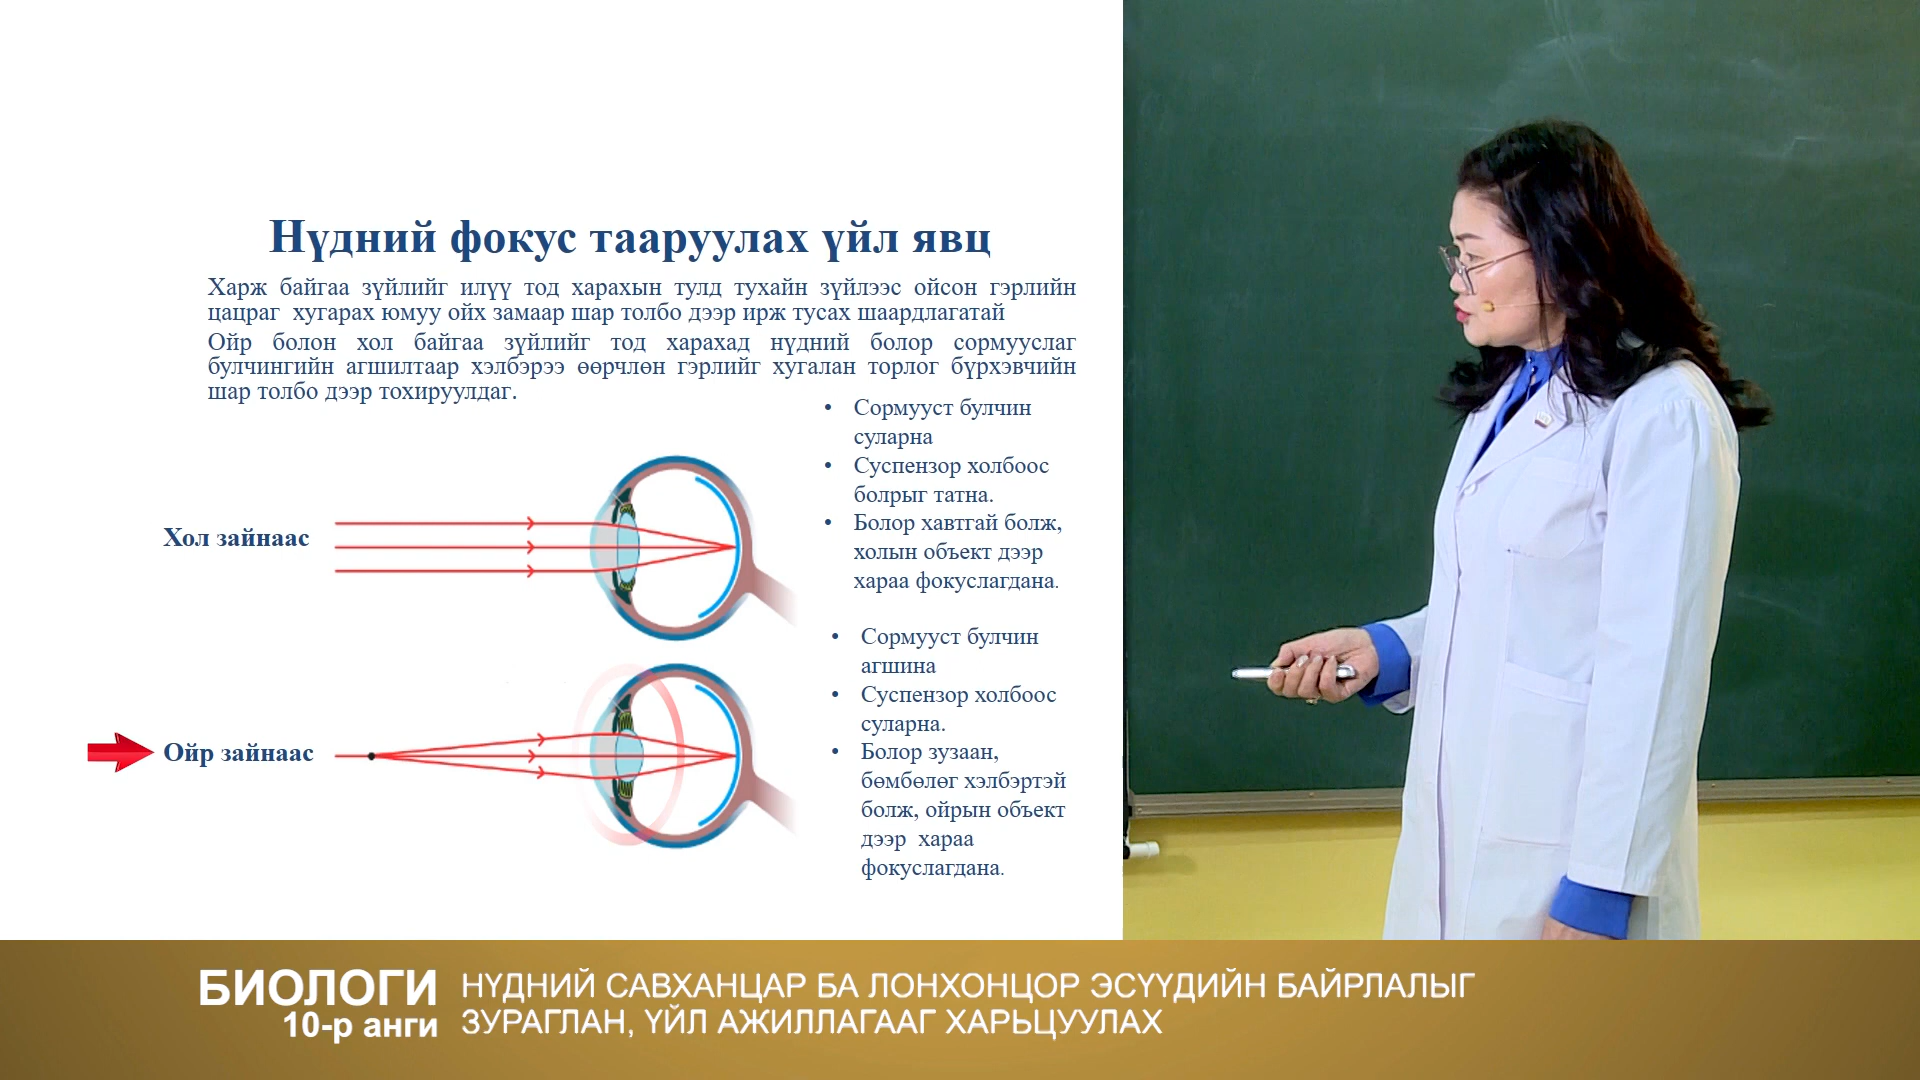 Нүдний фокус тааруулах үйл явц
Харж байгаа зүйлийг илүү тод харахын тулд тухайн зүйлээс ойсон гэрлийн
цацраг хугарах юмуу ойх замаар шар толбо дээр ирж тусах шаардлагатай
Ойр болон хол байгаа зүйлийг тод харахад нүдний болор сормууслаг
булчингийн агшилтаар хэлбэрээ өөрчлөн гэрлийг хугалан торлог бүрхэвчийн
шар толбо дээр тохируулдаг.
• Сормууст булчин
суларна
• Суспензор холбоос
болрыг татна.
• Болор хавтгай болж,
холын объект дээр
хараа фокуслагдана.
Хол зайнаас
• Сормууст булчин
агшина
• Суспензор холбоос
суларна.
• Болор зузаан,
бөмбөлөг хэлбэртэй
болж, ойрын объект
дээр хараа
фокуслагдана.
Ойр зайнаас
БИОЛОГИ
10-р анги
НҮДНИЙ САВХАНЦАР БА ЛОНХОНЦОР ЭСҮҮДИЙН БАЙРЛАЛЫГ
ЗУРАГЛАН, ҮЙЛ АЖИЛЛАГААГ ХАРЬЦУУЛАХ